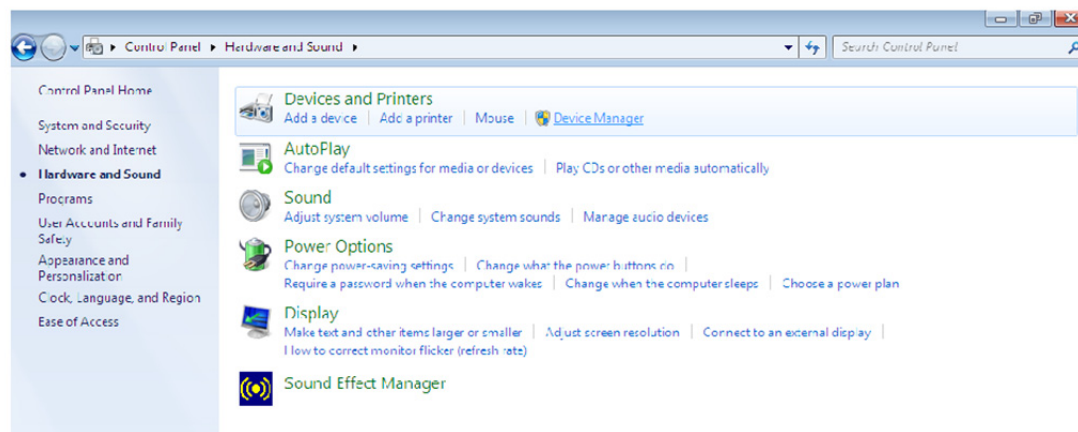 Control Panel ▸ Hardware and Sound ▸
Search Control Panel
Control Panel Home
System and Security
Network and Internet
Hardware and Sound
Programs
User Accounts and Family
Safety
Appearance and
Personalization
Clock, Language, and Region
Ease of Access
Devices and Printers
Add a device | Add a printer | Mouse | Device Manager
AutoPlay
Change default settings for media or devices | Play CDs or other media automatically
Sound
Adjust system volume | Change system sounds | Manage audio devices
Power Options
Change power-saving settings | Change what the power buttons do |
Require a password when the computer wakes | Change when the computer sleeps | Choose a power plan
Display
Make text and other items larger or smaller | Adjust screen resolution | Connect to an external display |
How to correct monitor flicker (refresh rate)
Sound Effect Manager